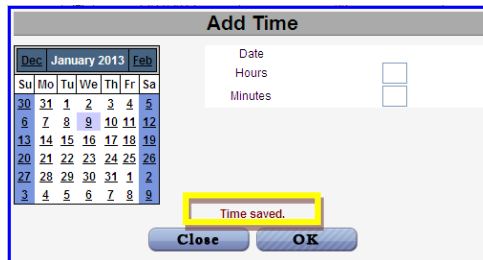 Add Time
Dec January 2013 Feb
Su Mo Tu We Th Fr Sa
30 31 1 2 3 4 5
6 7 8 9 10 11 12
13 14 15 16 17 18 19
20 21 22 23 24 25 26
27 28 29 30 31 1 2
3 4 5 6 7 8 9
Date
Hours
Minutes
Time saved.
Close OK